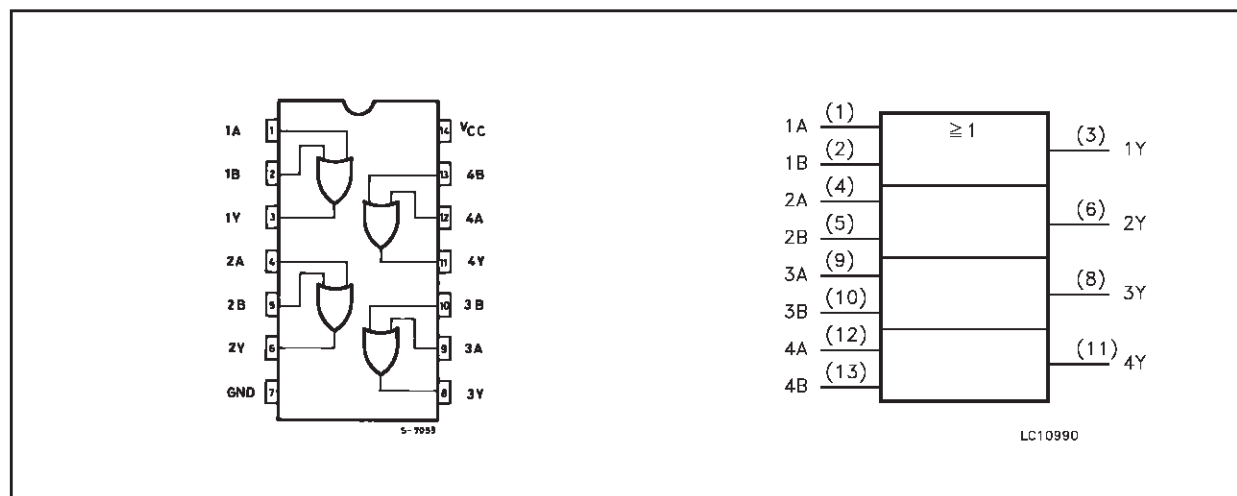 1A 1 14 VCC
1B 2 13 4B
1Y 3 12 4A
2A 4 11 4Y
2B 5 10 3B
2Y 6 9 3A
GND 7 8 3Y
S-7053
1A (1) ≧1 (3) 1Y
1B (2)
2A (4) (6) 2Y
2B (5)
3A (9) (8) 3Y
3B (10)
4A (12) (11) 4Y
4B (13)
LC10990